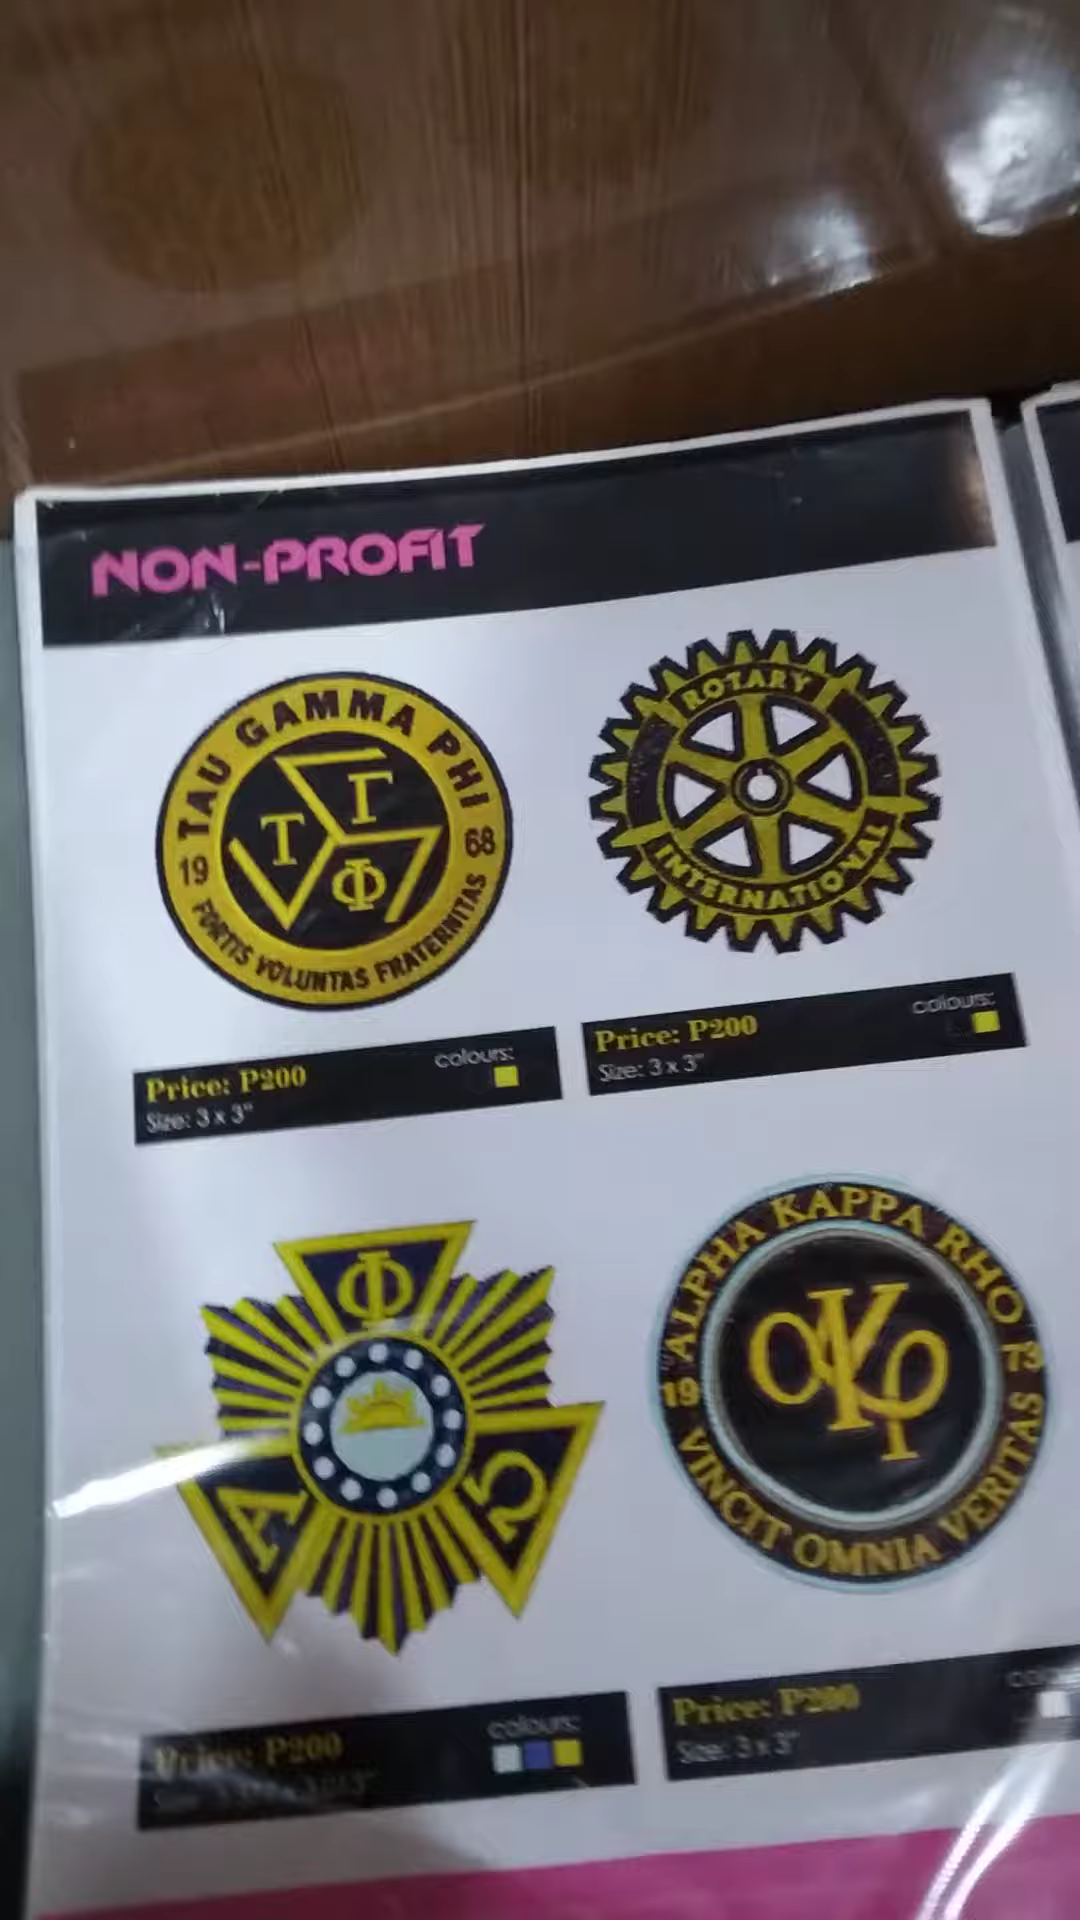 NON-PROFIT
TAU GAMMA PHI
Γ
Τ
Φ
19 68
FORTIS VOLUNTAS FRATERNITAS
ROTARY
INTERNATIONAL
Price: P200
colours:
Size: 3 x 3"
Price: P200
colours:
Size: 3 x 3"
Φ
Α
Ω
ALPHA KAPPA RHO
αΚρ
19 73
VINCIT OMNIA VERITAS
Price: P200
colours:
Price: P200
Size: 3 x 3"